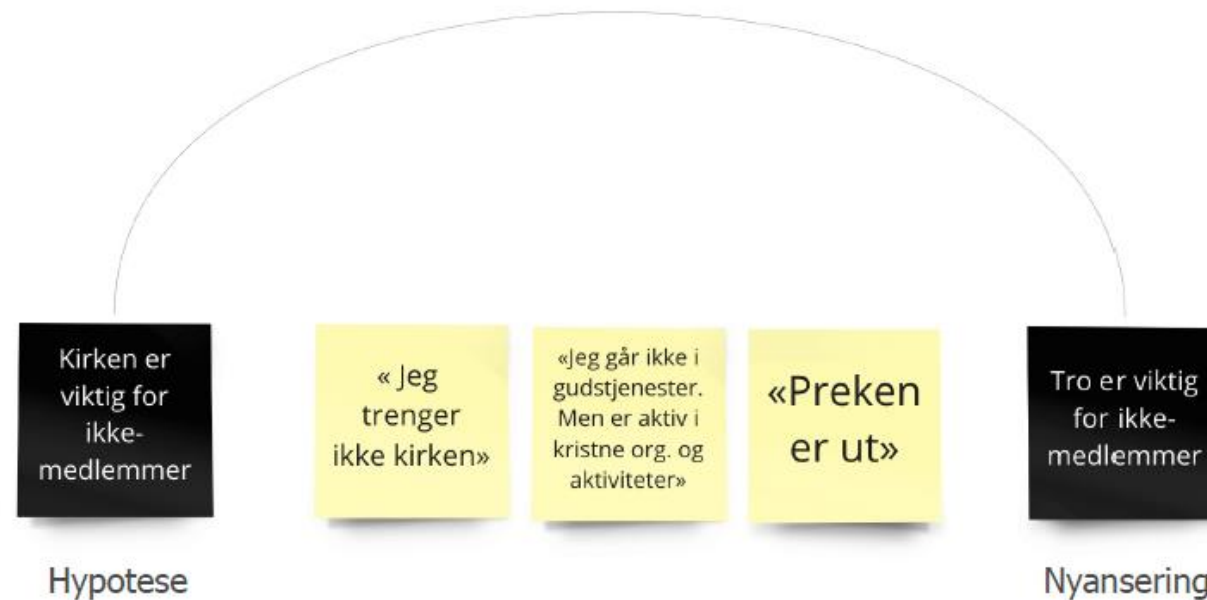 Kirken er
viktig for
ikke-
medlemmer
« Jeg
trenger
ikke kirken»
«Jeg går ikke i
gudstjenester.
Men er aktiv i
kristne org. og
aktiviteter»
«Preken
er ut»
Tro er viktig
for ikke-
medlemmer
Hypotese
Nyansering